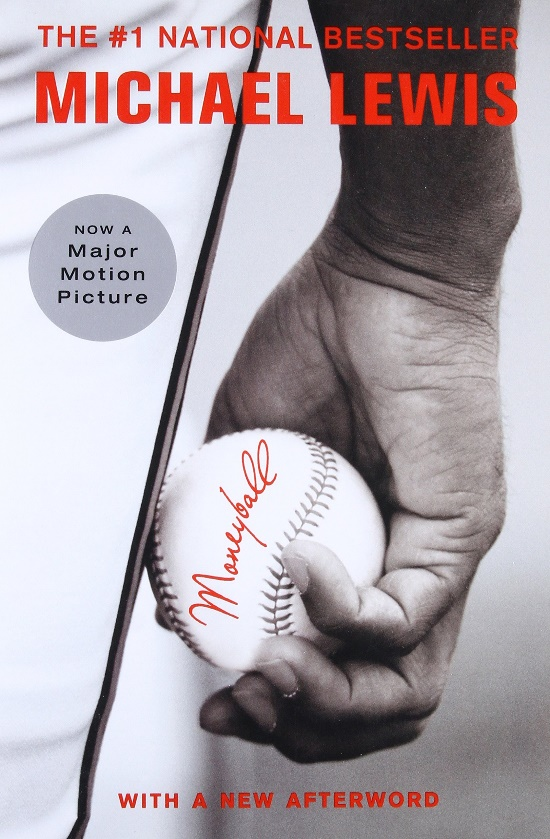 THE #1 NATIONAL BESTSELLER
MICHAEL LEWIS
NOW A
Major
Motion
Picture
Moneyball
WITH A NEW AFTERWORD